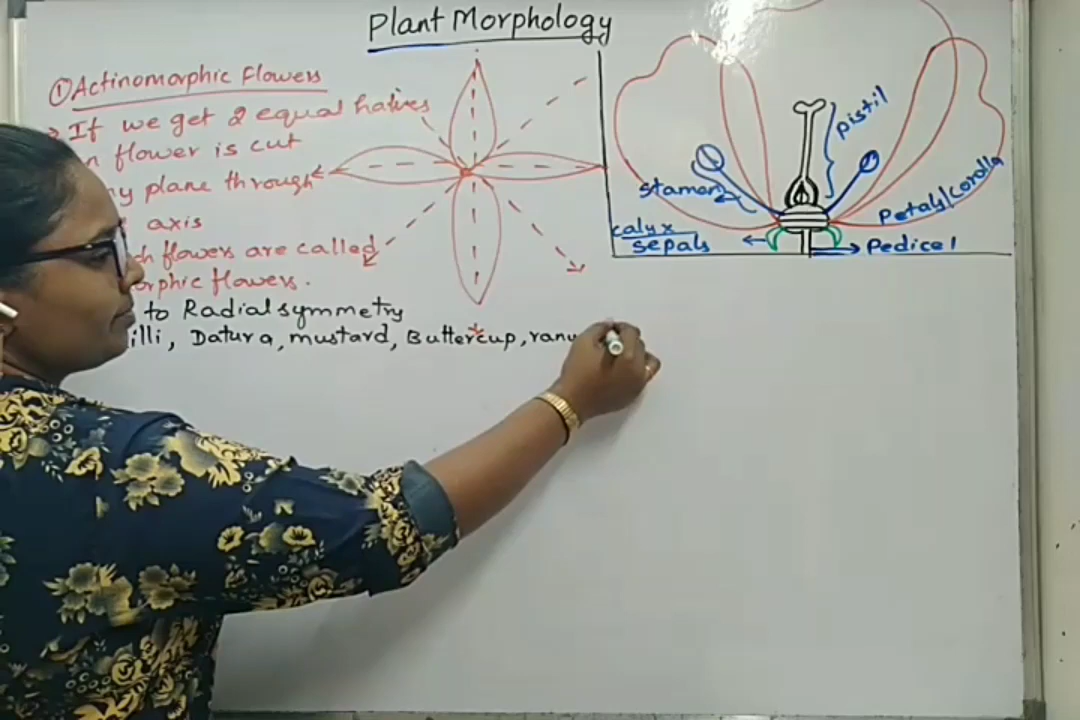 Plant Morphology
① Actinomorphic Flowers
If we get 2 equal halves
flower is cut
plane through
axis
flowers are called
flowers.
to Radial symmetry
Datura, mustard, Buttercup,
pistil
stamen
Petals/Corolla
calyx
sepals
Pedicel